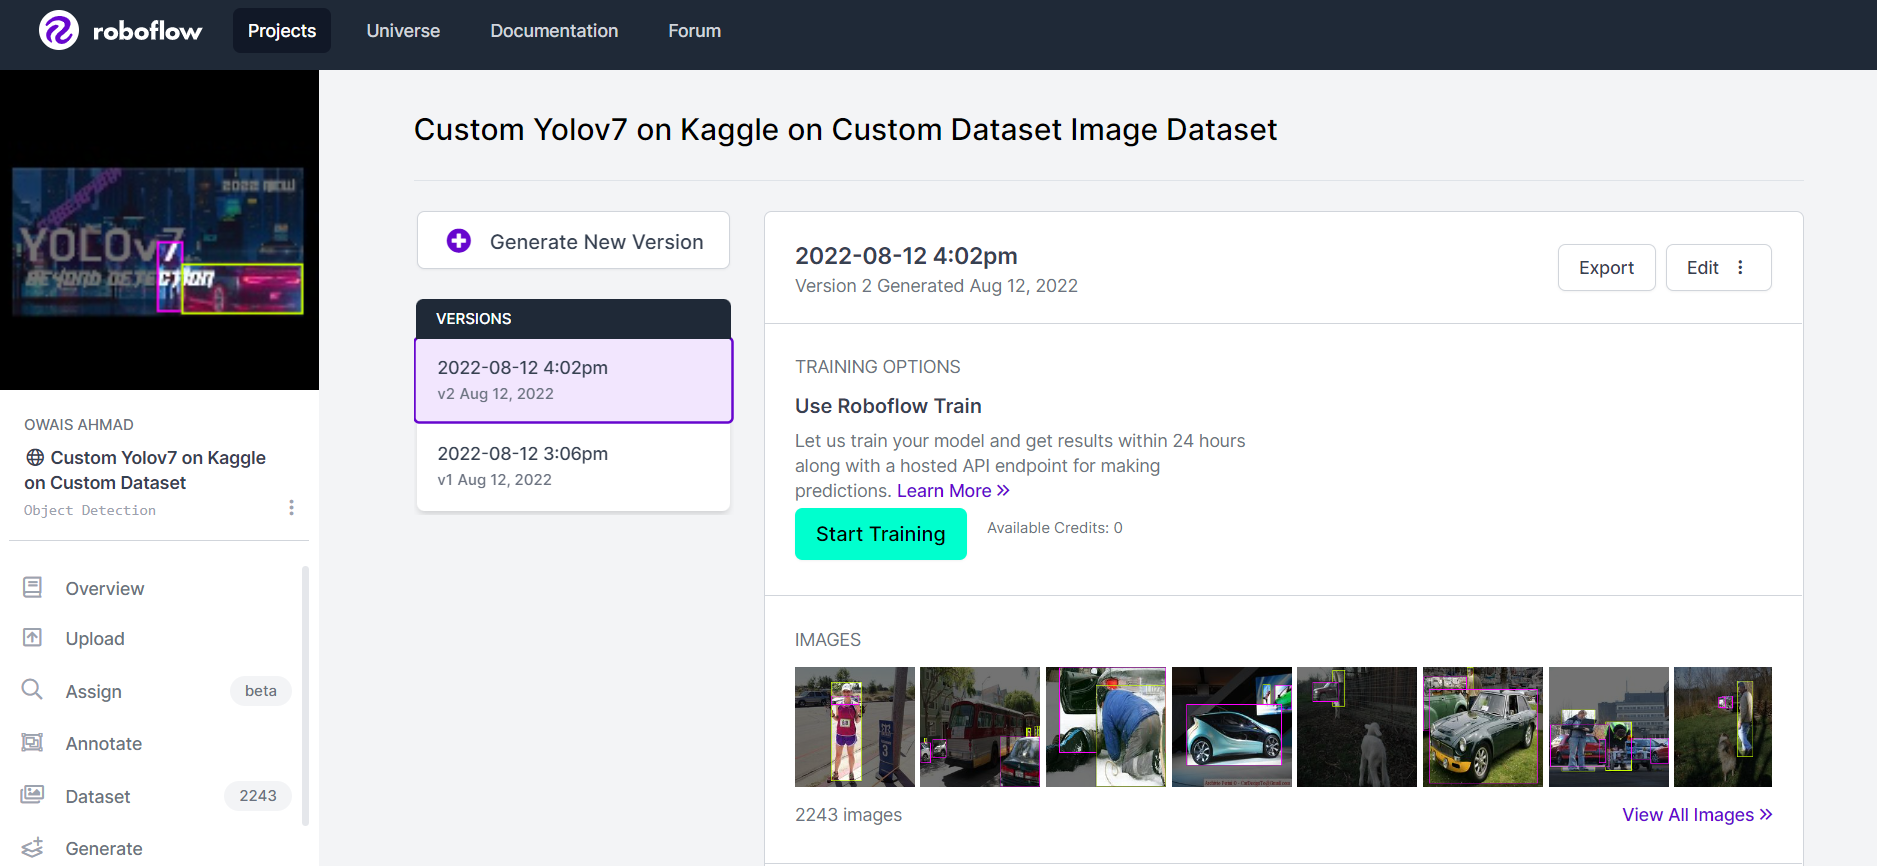 roboflow
Projects
Universe
Documentation
Forum
2022 NEW
YOLOv7
BEYOND DETECTION
OWAIS AHMAD
Custom Yolov7 on Kaggle
on Custom Dataset
Object Detection
Overview
Upload
Assign
beta
Annotate
Dataset
2243
Generate
Custom Yolov7 on Kaggle on Custom Dataset Image Dataset
Generate New Version
VERSIONS
2022-08-12 4:02pm
v2 Aug 12, 2022
2022-08-12 3:06pm
v1 Aug 12, 2022
2022-08-12 4:02pm
Version 2 Generated Aug 12, 2022
Export
Edit
TRAINING OPTIONS
Use Roboflow Train
Let us train your model and get results within 24 hours
along with a hosted API endpoint for making
predictions. Learn More
Start Training
Available Credits: 0
IMAGES
3
2243 images
View All Images